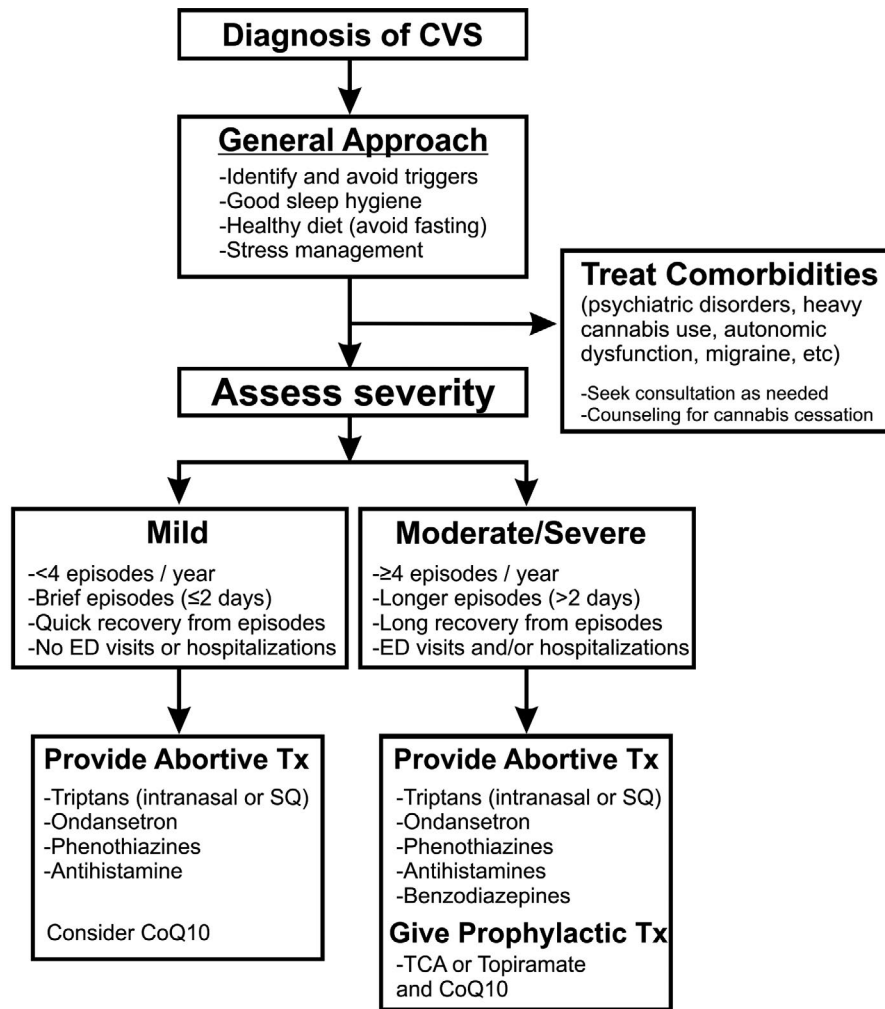 Diagnosis of CVS
General Approach
-Identify and avoid triggers
-Good sleep hygiene
-Healthy diet (avoid fasting)
-Stress management
Treat Comorbidities
(psychiatric disorders, heavy
cannabis use, autonomic
dysfunction, migraine, etc)
-Seek consultation as needed
-Counseling for cannabis cessation
Assess severity
Mild
-<4 episodes / year
-Brief episodes (≤2 days)
-Quick recovery from episodes
-No ED visits or hospitalizations
Moderate/Severe
-≥4 episodes / year
-Longer episodes (>2 days)
-Long recovery from episodes
-ED visits and/or hospitalizations
Provide Abortive Tx
-Triptans (intranasal or SQ)
-Ondansetron
-Phenothiazines
-Antihistamine
Consider CoQ10
Provide Abortive Tx
-Triptans (intranasal or SQ)
-Ondansetron
-Phenothiazines
-Antihistamines
-Benzodiazepines
Give Prophylactic Tx
-TCA or Topiramate
and CoQ10